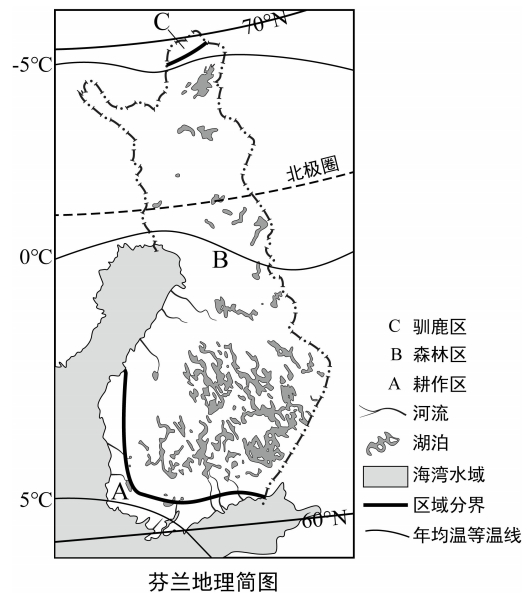 C
70°N
-5°C
北极圈
0°C
B
C 驯鹿区
B 森林区
A 耕作区
河流
湖泊
海湾水域
区域分界
年均温等温线
A
5°C
60°N
芬兰地理简图